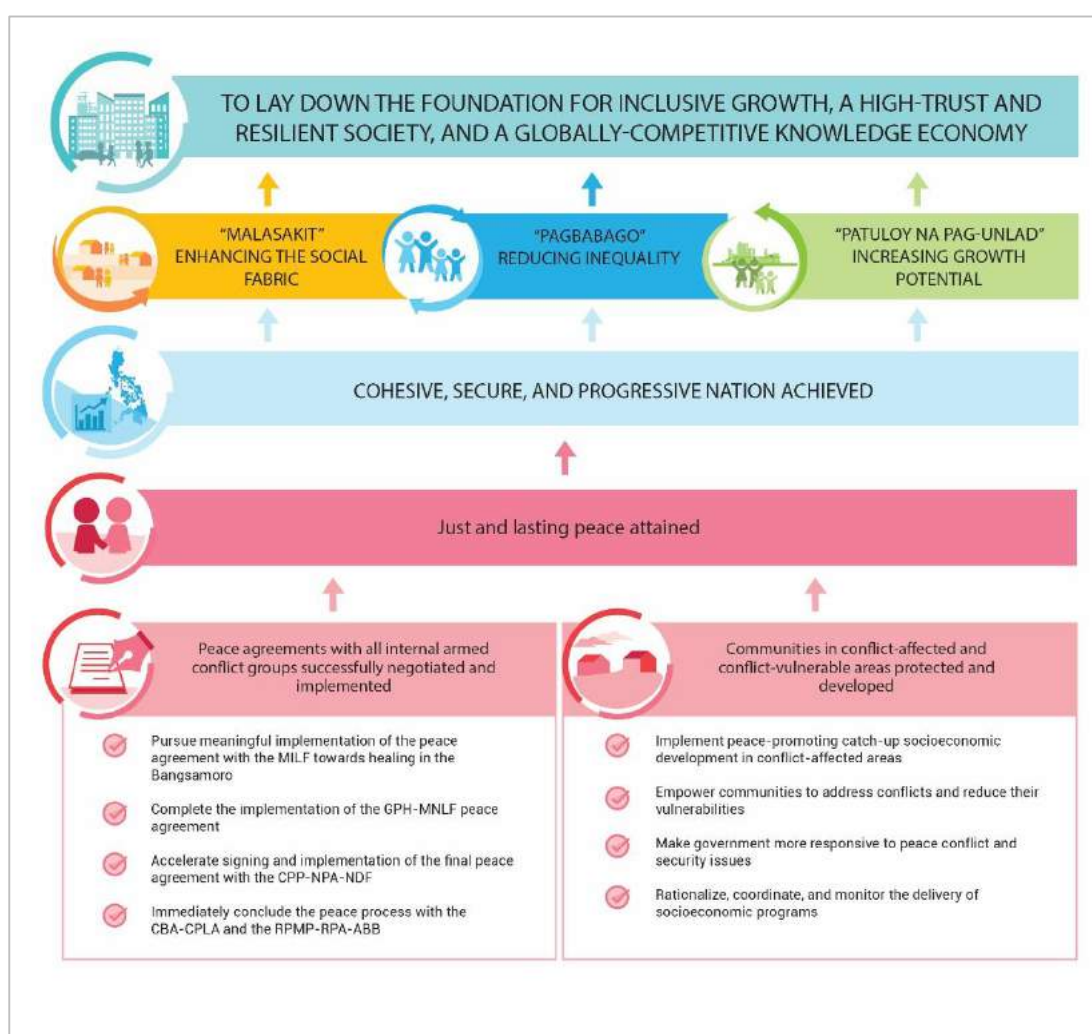 TO LAY DOWN THE FOUNDATION FOR INCLUSIVE GROWTH, A HIGH-TRUST AND
RESILIENT SOCIETY, AND A GLOBALLY-COMPETITIVE KNOWLEDGE ECONOMY
“MALASAKIT”
ENHANCING THE SOCIAL
FABRIC
“PAGBABAGO”
REDUCING INEQUALITY
“PATULOY NA PAG-UNLAD”
INCREASING GROWTH
POTENTIAL
COHESIVE, SECURE, AND PROGRESSIVE NATION ACHIEVED
Just and lasting peace attained
Peace agreements with all internal armed
conflict groups successfully negotiated and
implemented
Pursue meaningful implementation of the peace
agreement with the MILF towards healing in the
Bangsamoro
Complete the implementation of the GPH-MNLF peace
agreement
Accelerate signing and implementation of the final peace
agreement with the CPP-NPA-NDF
Immediately conclude the peace process with the
CBA-CPLA and the RPMP-RPA-ABB
Communities in conflict-affected and
conflict-vulnerable areas protected and
developed
Implement peace-promoting catch-up socioeconomic
development in conflict-affected areas
Empower communities to address conflicts and reduce their
vulnerabilities
Make government more responsive to peace conflict and
security issues
Rationalize, coordinate, and monitor the delivery of
socioeconomic programs